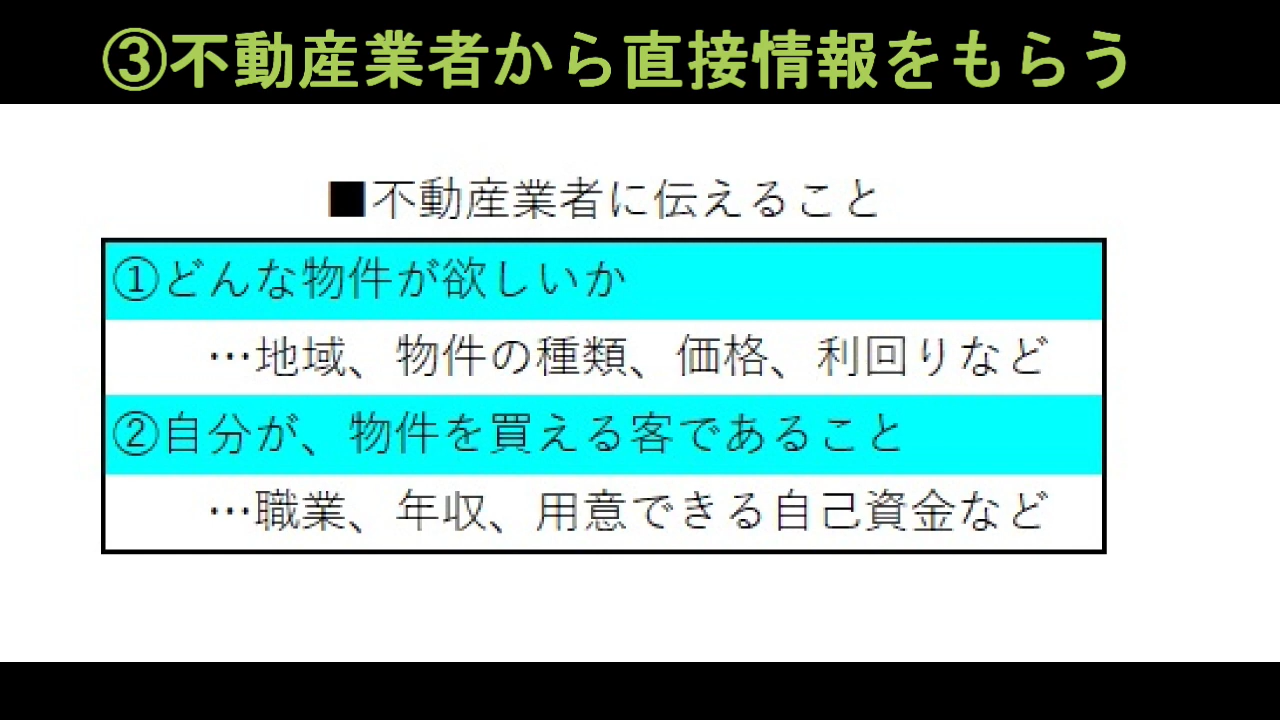 ③不動産業者から直接情報をもらう
■不動産業者に伝えること
①どんな物件が欲しいか
…地域、物件の種類、価格、利回りなど
②自分が、物件を買える客であること
…職業、年収、用意できる自己資金など